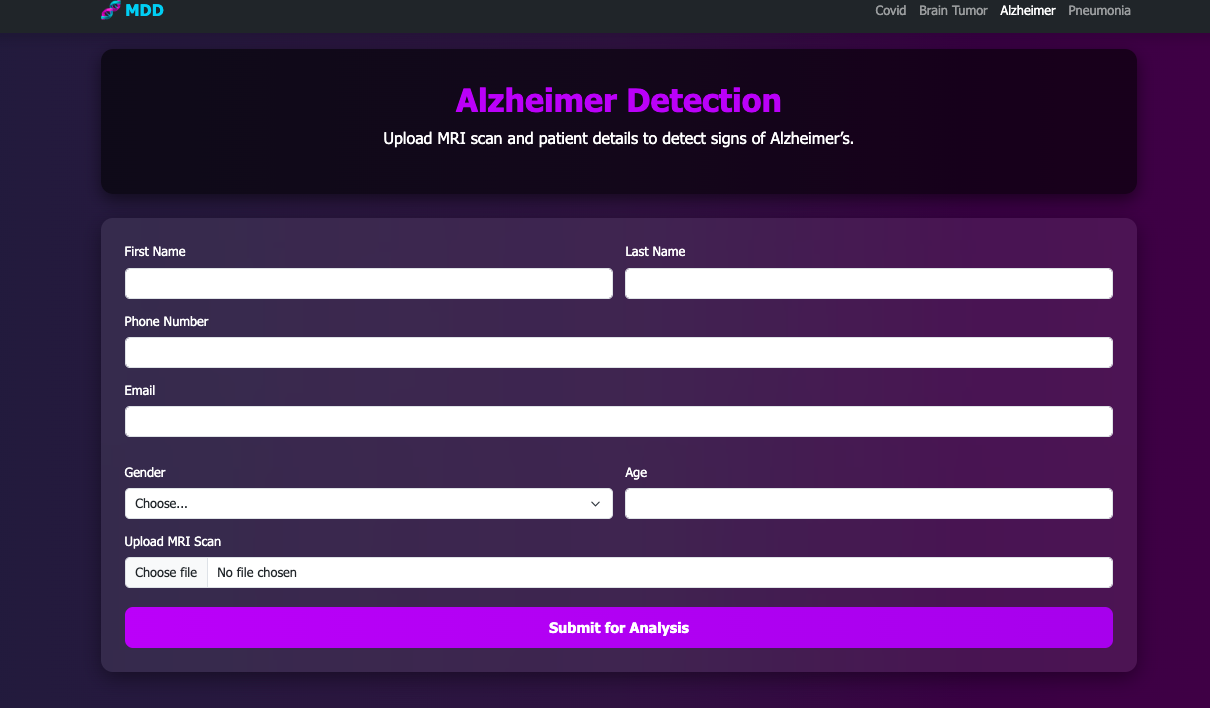 MDD
Covid Brain Tumor Alzheimer Pneumonia
Alzheimer Detection
Upload MRI scan and patient details to detect signs of Alzheimer’s.
First Name Last Name
Phone Number
Email
Gender Age
Choose...
Upload MRI Scan
Choose file No file chosen
Submit for Analysis